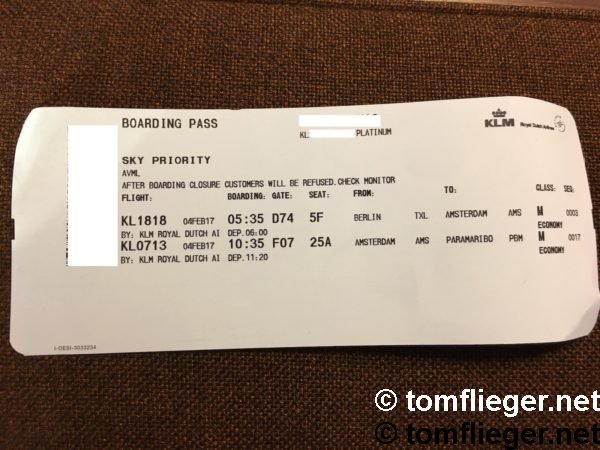 BOARDING PASS
KL PLATINUM
KLM Royal Dutch Airlines
SKY PRIORITY
AVML
AFTER BOARDING CLOSURE CUSTOMERS WILL BE REFUSED.CHECK MONITOR
FLIGHT: BOARDING: GATE: SEAT: FROM: TO: CLASS: SEQ:
KL1818 04FEB17 05:35 D74 5F BERLIN TXL AMSTERDAM AMS M 0003
BY: KLM ROYAL DUTCH AI DEP.06:00 ECONOMY
KL0713 04FEB17 10:35 F07 25A AMSTERDAM AMS PARAMARIBO PBM M 0017
BY: KLM ROYAL DUTCH AI DEP.11:20 ECONOMY
I-DESI-3033234
© tomflieger.net
© tomflieger.net